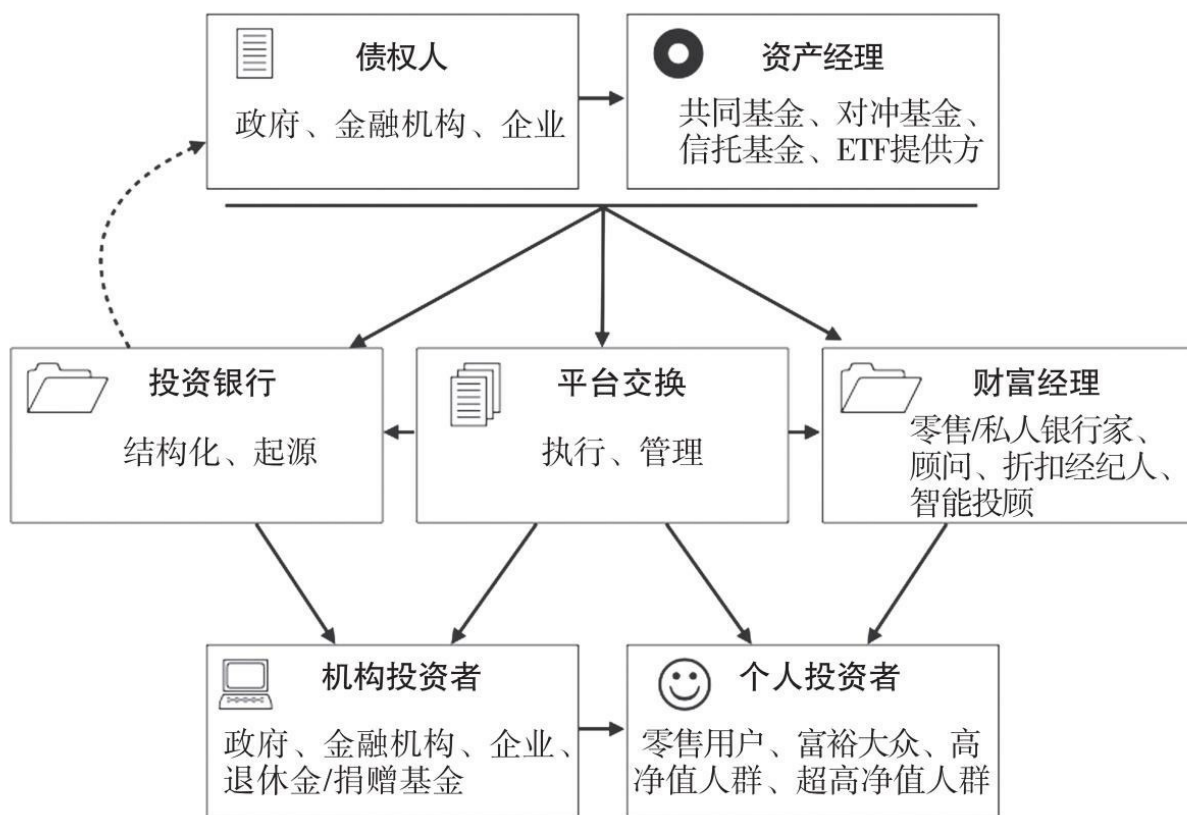 债权人
政府、金融机构、企业
资产经理
共同基金、对冲基金、
信托基金、ETF提供方
投资银行
结构化、起源
平台交换
执行、管理
财富经理
零售/私人银行家、
顾问、折扣经纪人、
智能投顾
机构投资者
政府、金融机构、企业、
退休金/捐赠基金
个人投资者
零售用户、富裕大众、高
净值人群、超高净值人群